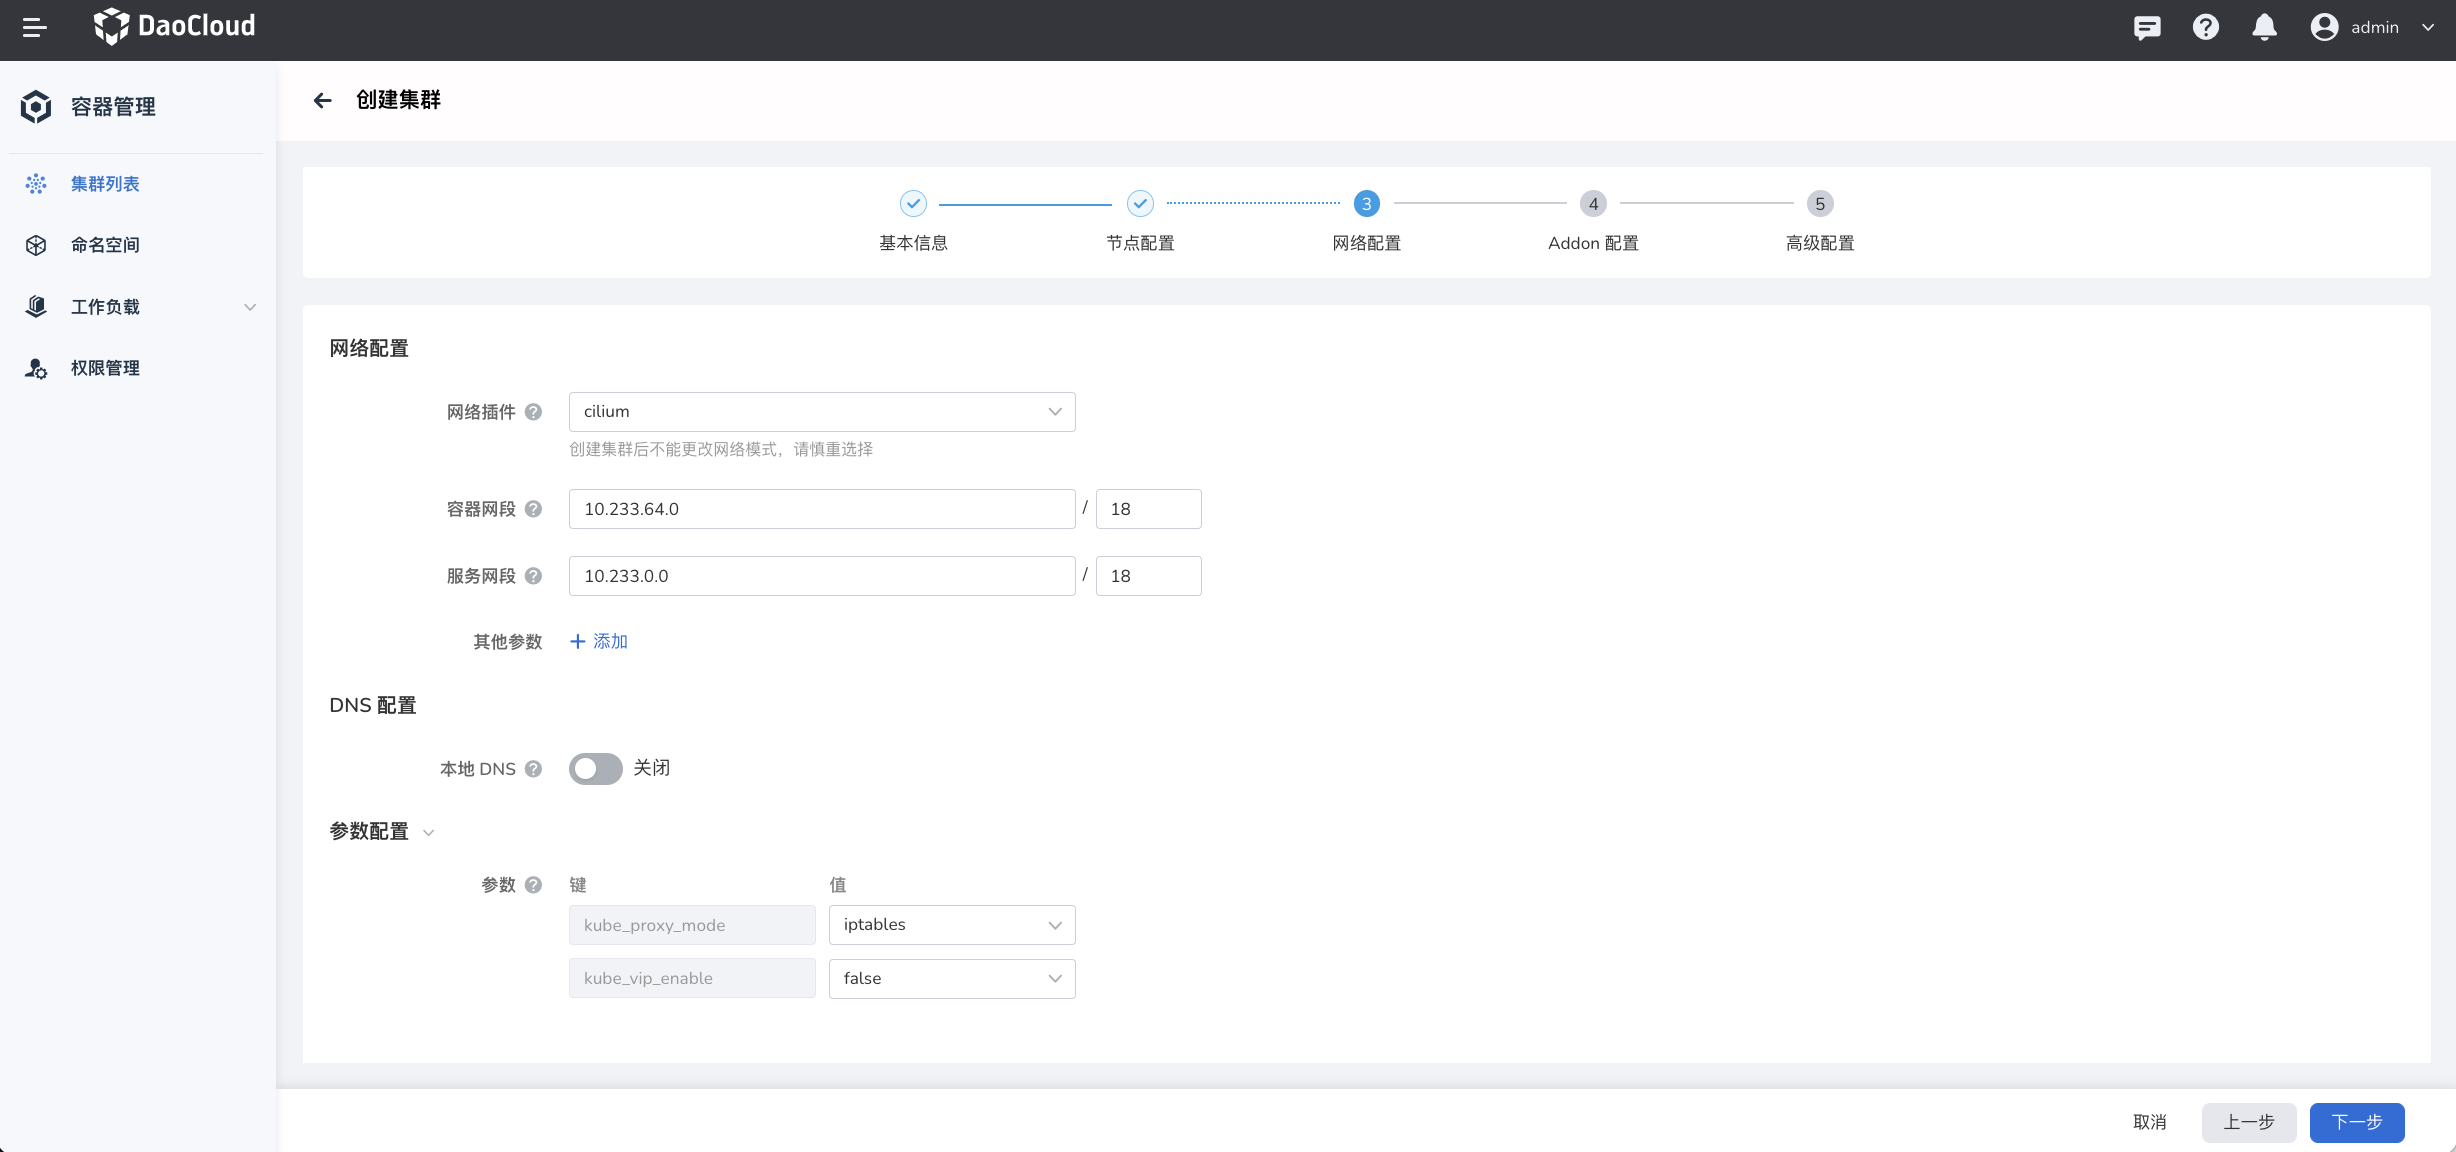 DaoCloud
admin
容器管理
集群列表
命名空间
工作负载
权限管理
创建集群
3
4
5
基本信息
节点配置
网络配置
Addon 配置
高级配置
网络配置
网络插件
cilium
创建集群后不能更改网络模式，请慎重选择
容器网段
10.233.64.0 / 18
服务网段
10.233.0.0 / 18
其他参数
添加
DNS 配置
本地 DNS
关闭
参数配置
参数
键 值
kube_proxy_mode iptables
kube_vip_enable false
取消
上一步
下一步